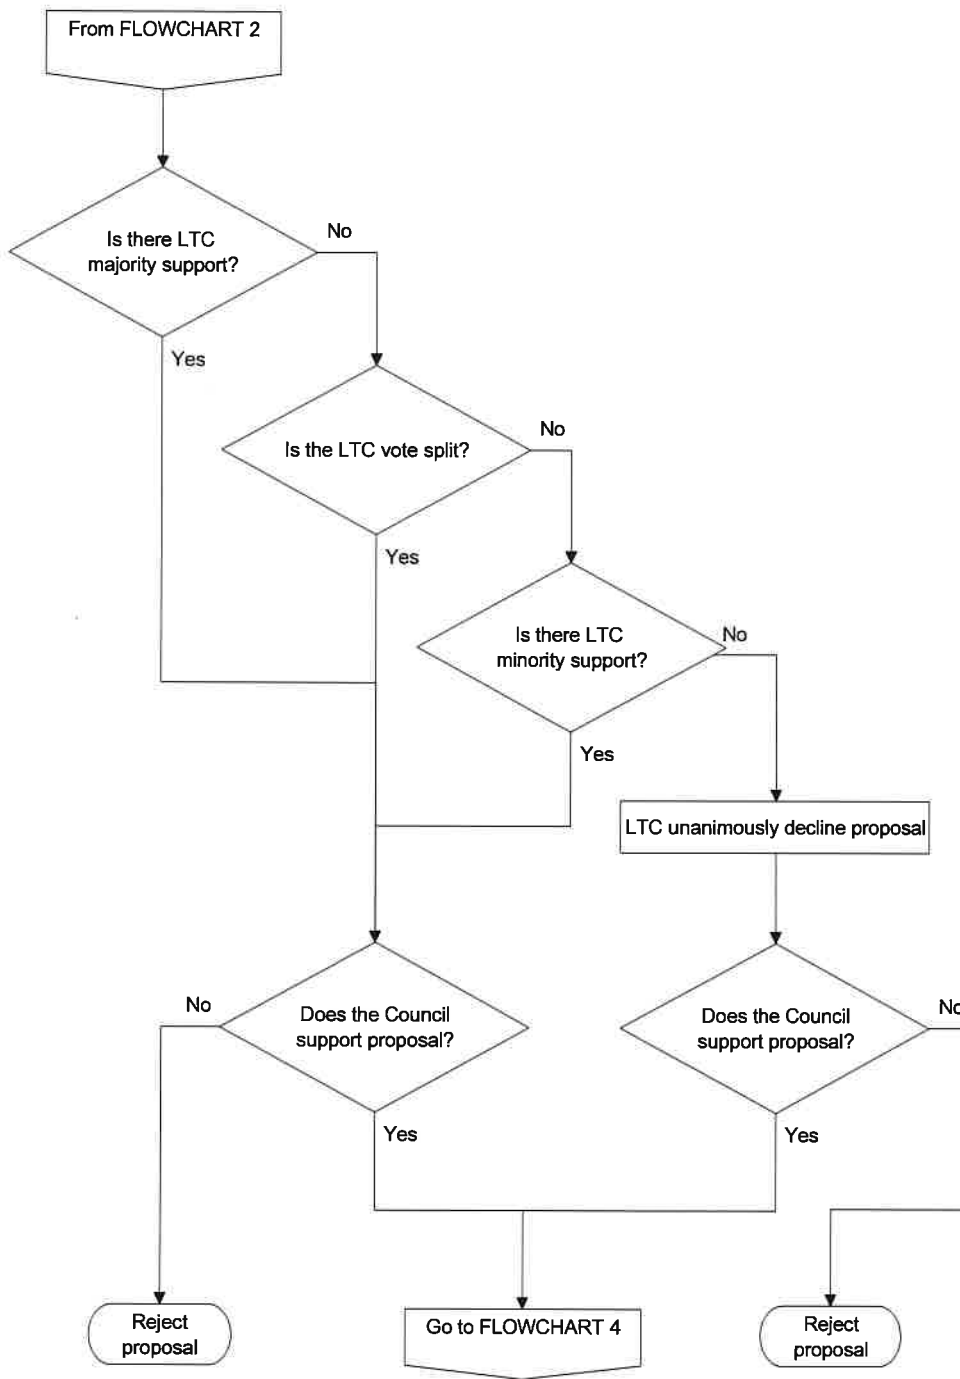 From FLOWCHART 2
Is there LTC
majority support?
No
Yes
Is the LTC vote split?
No
Yes
Is there LTC
minority support?
No
Yes
LTC unanimously decline proposal
Does the Council
support proposal?
No
Yes
Does the Council
support proposal?
No
Yes
Reject
proposal
Go to FLOWCHART 4
Reject
proposal